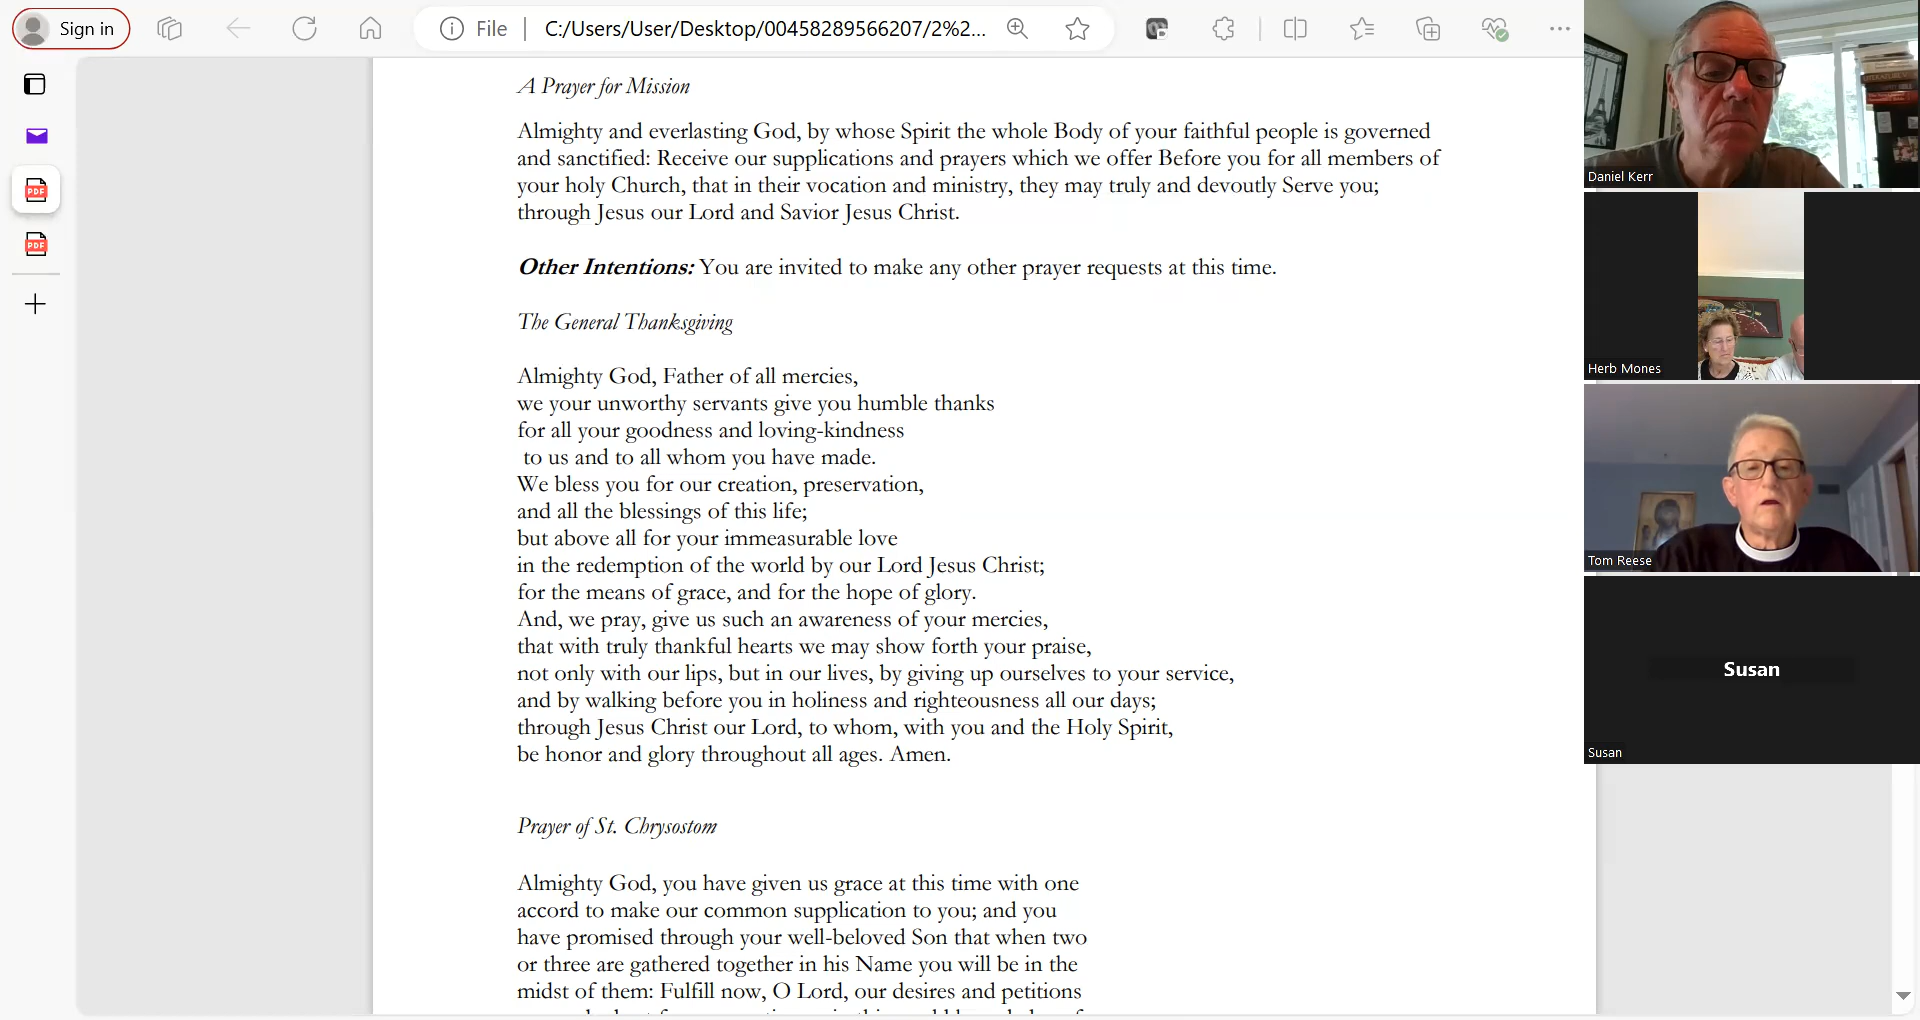 Sign in
File
C:/Users/User/Desktop/00458289566207/2%2...
A Prayer for Mission
Almighty and everlasting God, by whose Spirit the whole Body of your faithful people is governed
and sanctified: Receive our supplications and prayers which we offer Before you for all members of
your holy Church, that in their vocation and ministry, they may truly and devoutly Serve you;
through Jesus our Lord and Savior Jesus Christ.
Other Intentions: You are invited to make any other prayer requests at this time.
The General Thanksgiving
Almighty God, Father of all mercies,
we your unworthy servants give you humble thanks
for all your goodness and loving-kindness
to us and to all whom you have made.
We bless you for our creation, preservation,
and all the blessings of this life;
but above all for your immeasurable love
in the redemption of the world by our Lord Jesus Christ;
for the means of grace, and for the hope of glory.
And, we pray, give us such an awareness of your mercies,
that with truly thankful hearts we may show forth your praise,
not only with our lips, but in our lives, by giving up ourselves to your service,
and by walking before you in holiness and righteousness all our days;
through Jesus Christ our Lord, to whom, with you and the Holy Spirit,
be honor and glory throughout all ages. Amen.
Prayer of St. Chrysostom
Almighty God, you have given us grace at this time with one
accord to make our common supplication to you; and you
have promised through your well-beloved Son that when two
or three are gathered together in his Name you will be in the
midst of them: Fulfill now, O Lord, our desires and petitions
PDF
PDF
Daniel Kerr
Herb Mones
Tom Reese
Susan
Susan